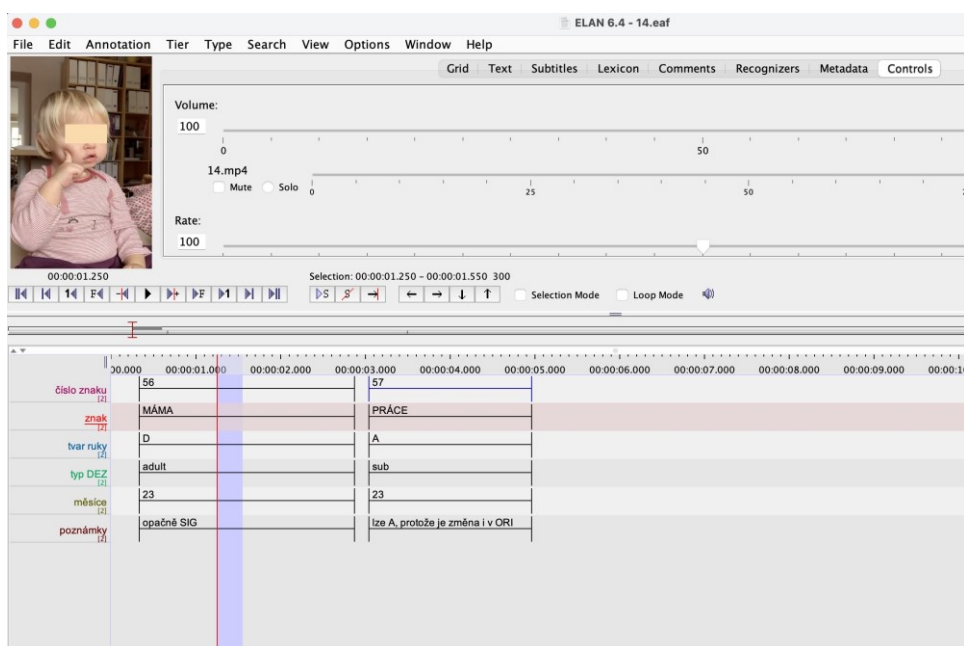 ELAN 6.4 - 14.eaf
File Edit Annotation Tier Type Search View Options Window Help
Grid Text Subtitles Lexicon Comments Recognizers Metadata Controls
Volume:
100
0 50
14.mp4
Mute Solo 0 25 50
Rate:
100
00:00:01.250 Selection: 00:00:01.250 - 00:00:01.550 300
1 F F 1 DS S Selection Mode Loop Mode
00.000 00:00:01.000 00:00:02.000 00:00:03.000 00:00:04.000 00:00:05.000 00:00:06.000 00:00:07.000 00:00:08.000 00:00:09.000 00:00:1
číslo znaku [2] 56 57
znak [2] MÁMA PRÁCE
tvar ruky [2] D A
typ DEZ [2] adult sub
měsíce [2] 23 23
poznámky [2] opačně SIG lze A, protože je změna i v ORI